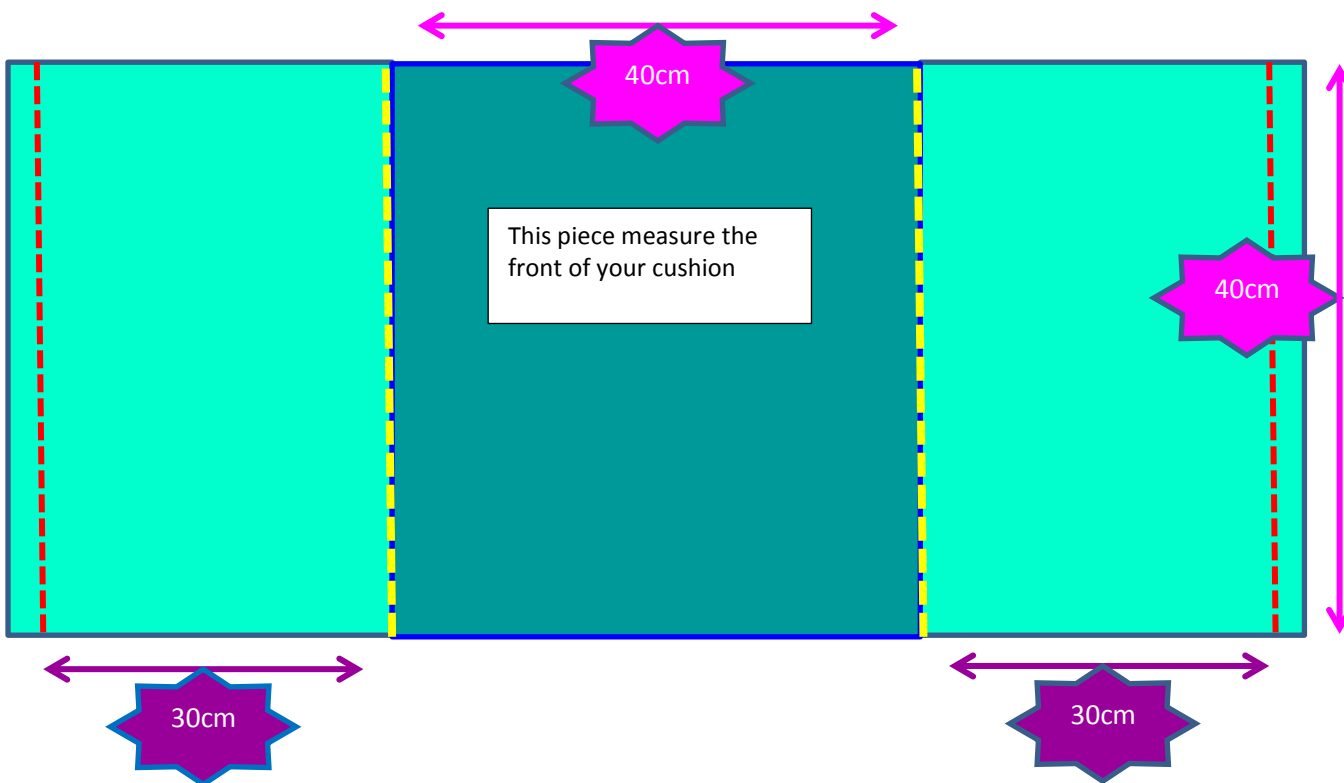 40cm
This piece measure the
front of your cushion
40cm
30cm
30cm